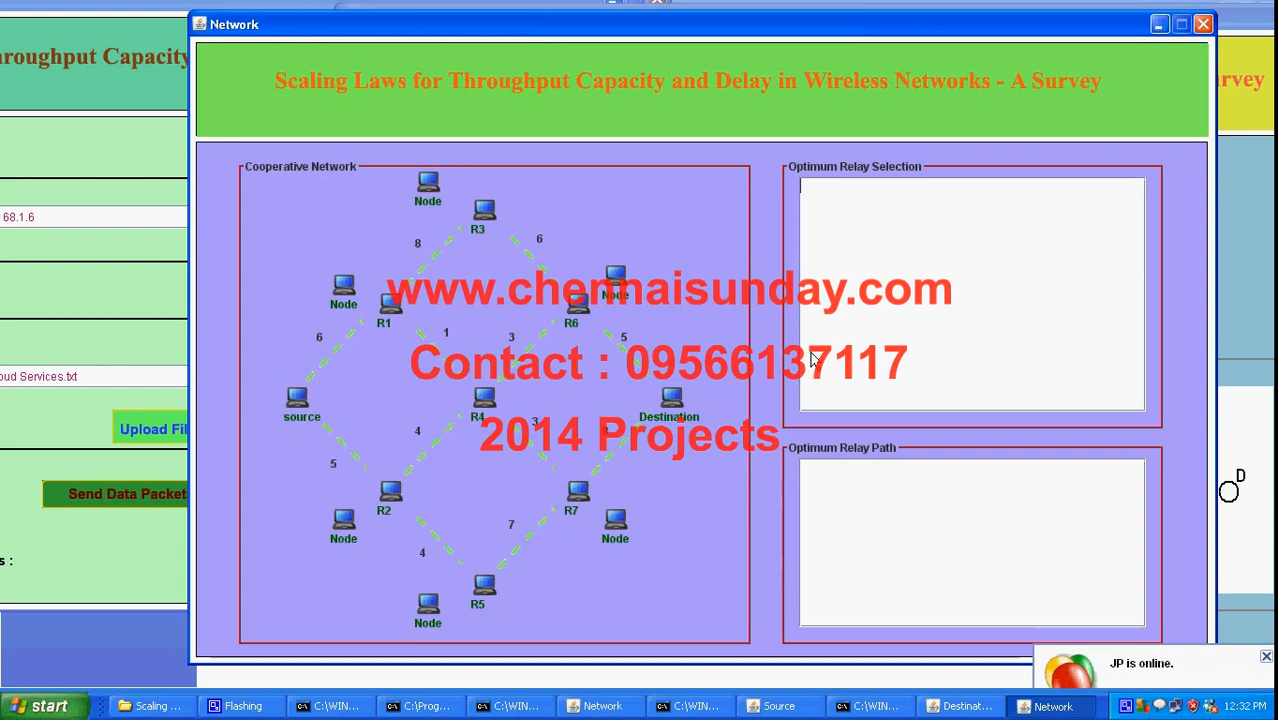 Network
hroughput Capacity
Scaling Laws for Throughput Capacity and Delay in Wireless Networks - A Survey
rvey
Cooperative Network
Optimum Relay Selection
Node
R3
8
6
68.1.6
Node
R1
Node
R6
www.chennaisunday.com
6
1
3
5
Contact : 09566137117
oud Services.txt
source
R4
Destination
Upload Fil
4
3
2014 Projects
Optimum Relay Path
5
Send Data Packet
R2
R7
D
Node
Node
7
4
s :
R5
Node
JP is online.
start
Scaling ...
Flashing
C:\WIN...
C:\Prog...
C:\WIN...
Network
C:\WIN...
Source
C:\WIN...
Destinat...
Network
12:32 PM